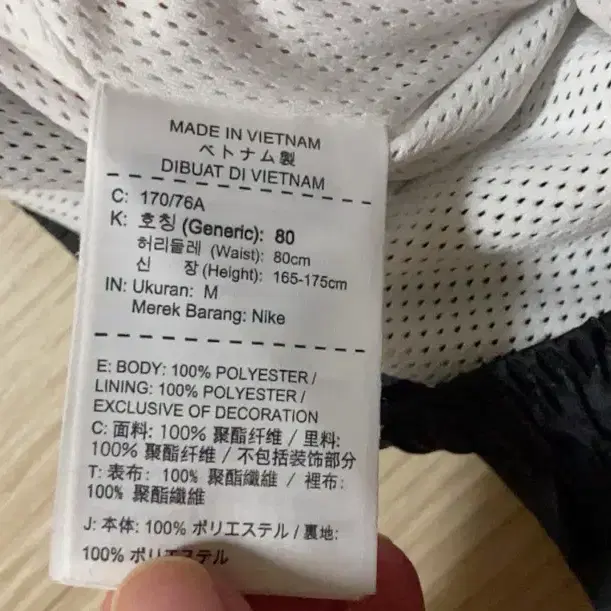 MADE IN VIETNAM
ベトナム製
DIBUAT DI VIETNAM
C: 170/76A
K: 호칭 (Generic): 80
허리둘레 (Waist): 80cm
신 장 (Height): 165-175cm
IN: Ukuran: M
Merek Barang: Nike
E: BODY: 100% POLYESTER /
LINING: 100% POLYESTER /
EXCLUSIVE OF DECORATION
C: 面料: 100% 聚酯纤维 / 里料:
100% 聚酯纤维 / 不包括装饰部分
T: 表布: 100% 聚酯纖維 / 裡布:
100% 聚酯纖維
J: 本体: 100% ポリエステル / 裏地:
100% ポリエステル